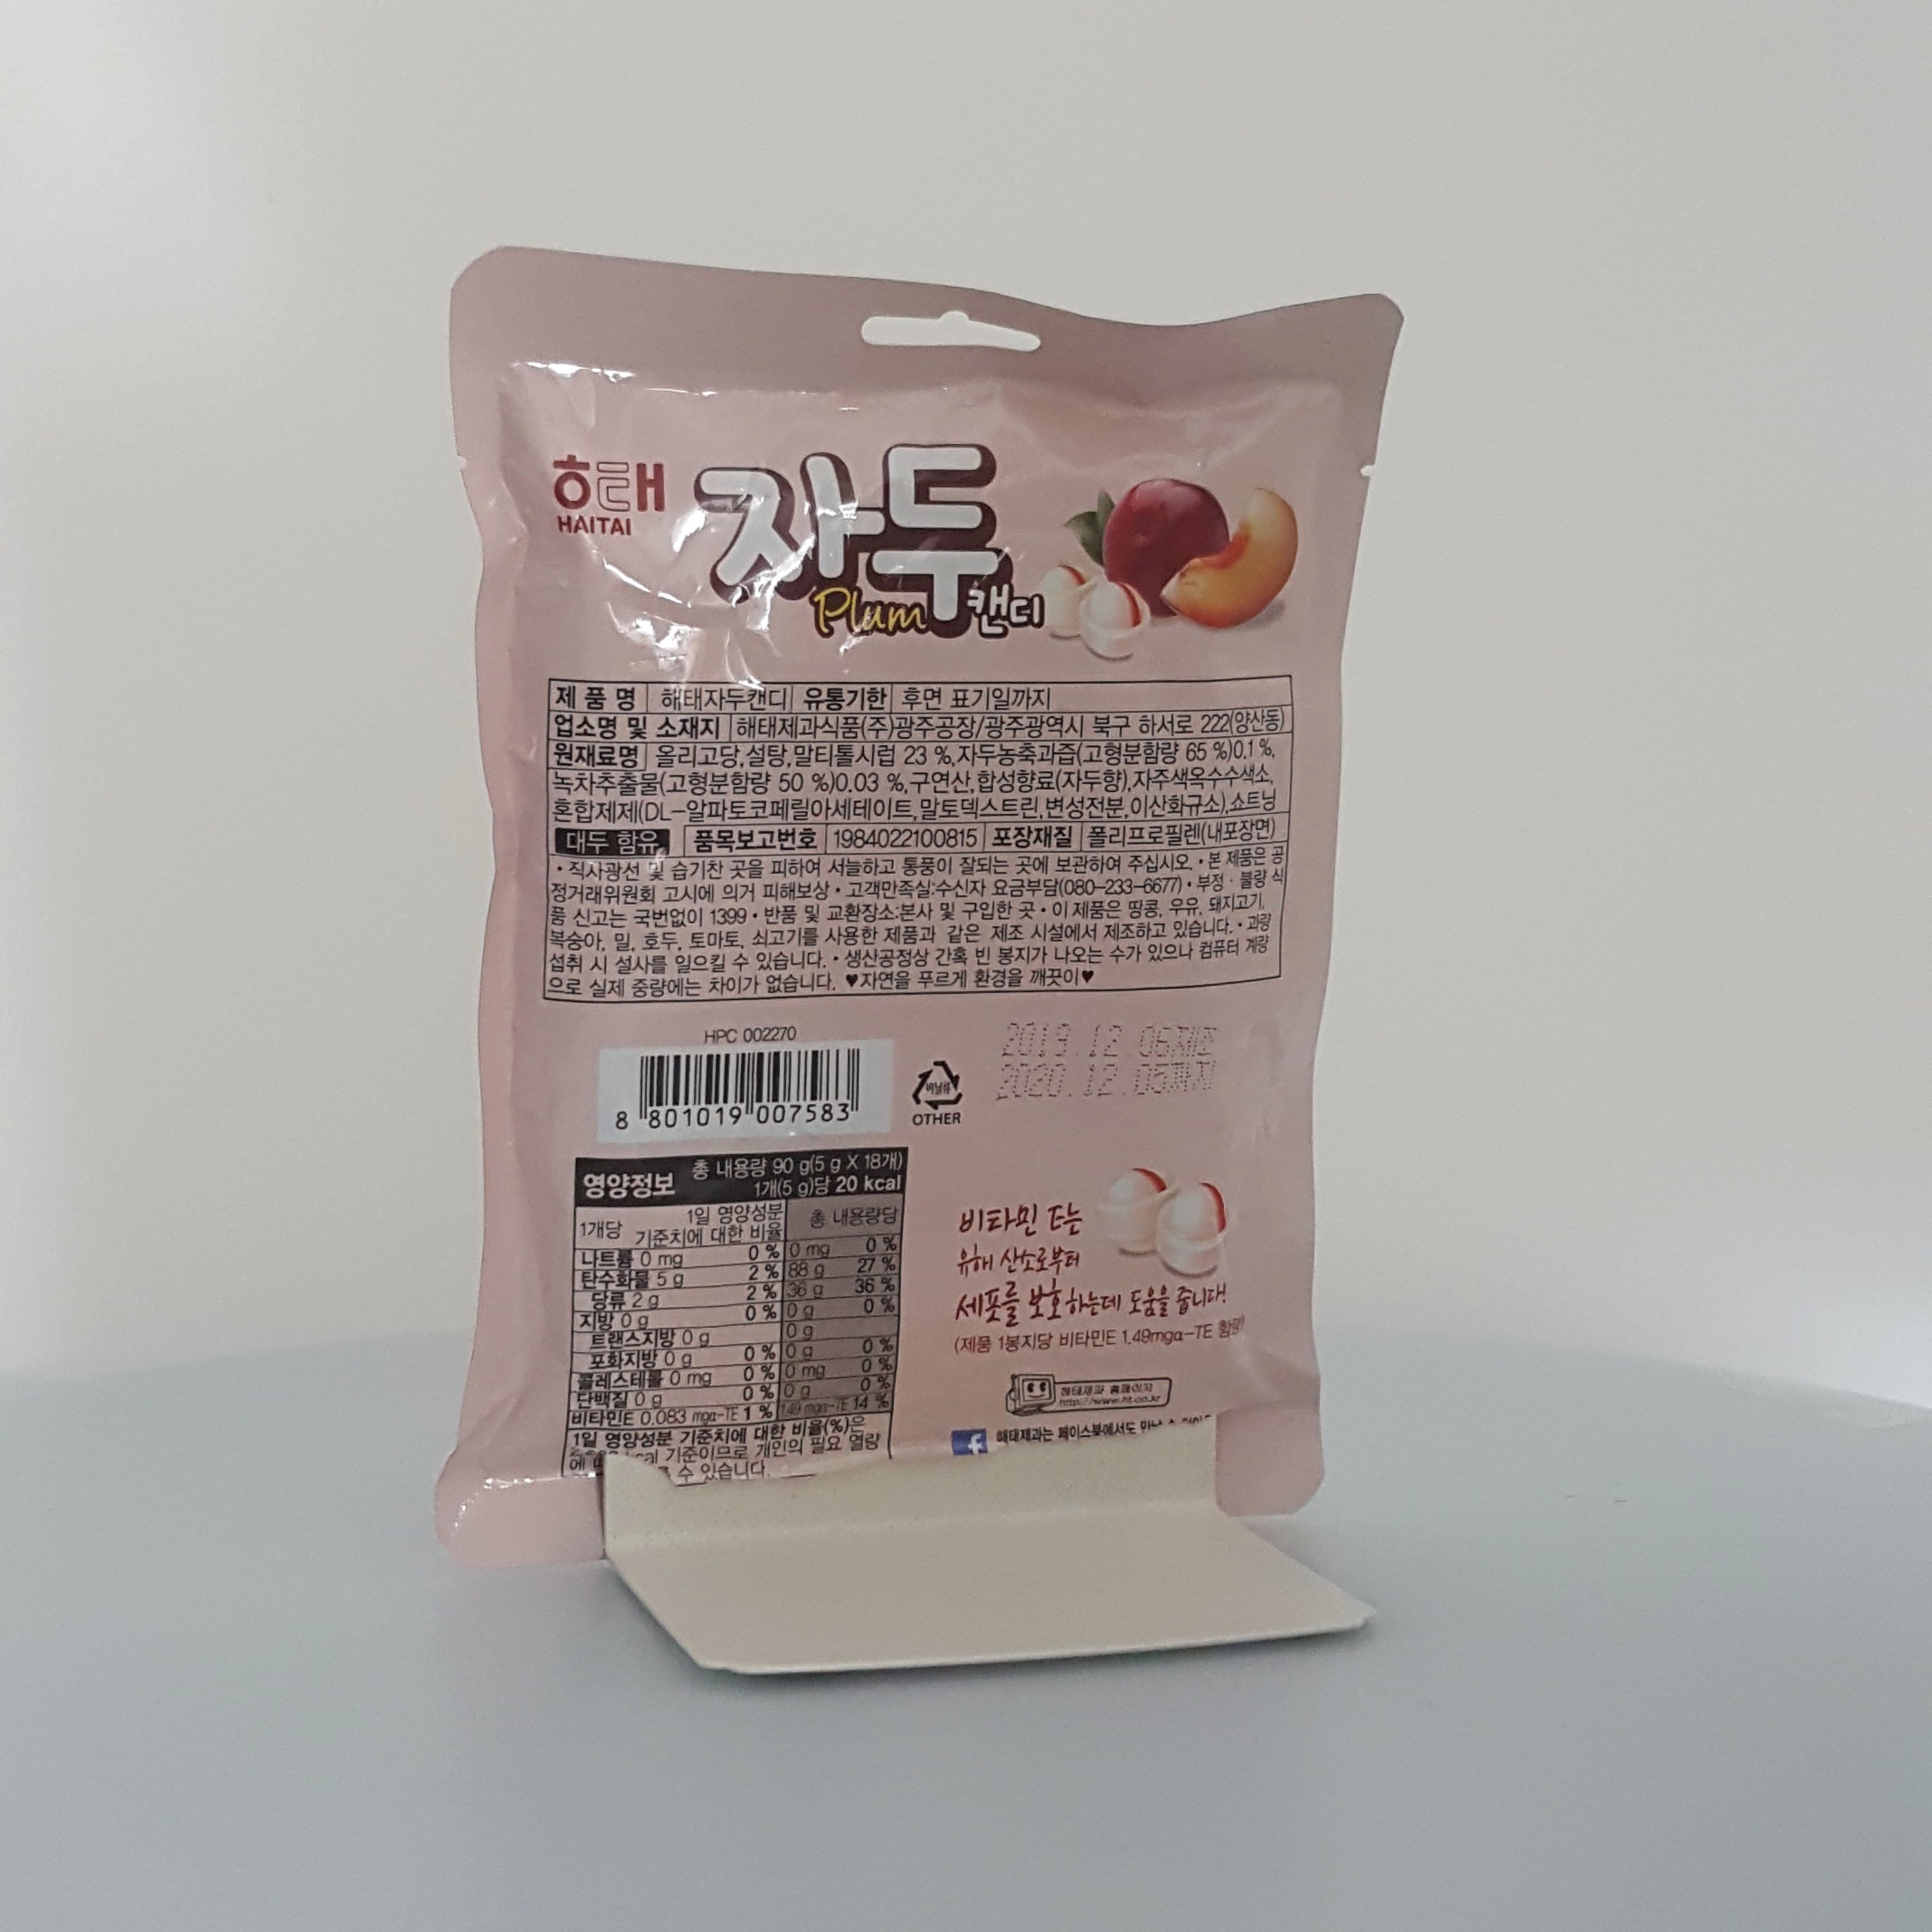 해태
HAITAI
자두
Plum 캔디
제 품 명 해태자두캔디 유통기한 후면 표기일까지
업소명 및 소재지 해태제과식품(주)광주공장/광주광역시 북구 하서로 222(양산동)
원재료명 올리고당,설탕,말티톨시럽 23 %,자두농축과즙(고형분함량 65 %)0.1 %,
녹차추출물(고형분함량 50 %)0.03 %,구연산,합성향료(자두향),자주색옥수수색소,
혼합제제(DL-알파토코페릴아세테이트,말토덱스트린,변성전분,이산화규소),쇼트닝
대두 함유 품목보고번호 1984022100815 포장재질 폴리프로필렌(내포장면)
• 직사광선 및 습기찬 곳을 피하여 서늘하고 통풍이 잘되는 곳에 보관하여 주십시오. • 본 제품은 공
정거래위원회 고시에 의거 피해보상 • 고객만족실:수신자 요금부담(080-233-6677) • 부정 · 불량 식
품 신고는 국번없이 1399 • 반품 및 교환장소:본사 및 구입한 곳 • 이 제품은 땅콩, 우유, 돼지고기,
복숭아, 밀, 호두, 토마토, 쇠고기를 사용한 제품과 같은 제조 시설에서 제조하고 있습니다. • 과량
섭취 시 설사를 일으킬 수 있습니다. • 생산공정상 간혹 빈 봉지가 나오는 수가 있으나 컴퓨터 계량
으로 실제 중량에는 차이가 없습니다. ♥자연을 푸르게 환경을 깨끗이♥
HPC 002270
8 801019 007583
비닐류
OTHER
2019.12.06제조
2020.12.05까지
영양정보 총 내용량 90 g(5 g X 18개)
1개(5 g)당 20 kcal
1개당 1일 영양성분 기준치에 대한 비율 총 내용량당
나트륨 0 mg 0 % 0 mg 0 %
탄수화물 5 g 2 % 88 g 27 %
당류 2 g 2 % 36 g 36 %
지방 0 g 0 % 0 g 0 %
트랜스지방 0 g 0 g
포화지방 0 g 0 % 0 g 0 %
콜레스테롤 0 mg 0 % 0 mg 0 %
단백질 0 g 0 % 0 g 0 %
비타민E 0.083 mgα-TE 1 % 1.49 mgα-TE 14 %
1일 영양성분 기준치에 대한 비율(%)은
기준이므로 개인의 필요 열량
에 수 있습니다.
비타민 E는
유해 산소로부터
세포를 보호하는데 도움을 줍니다!
(제품 1봉지당 비타민E 1.49mgα-TE 함량)
해태제과 홈페이지
http://www.ht.co.kr
f 해태제과는 페이스북에서도